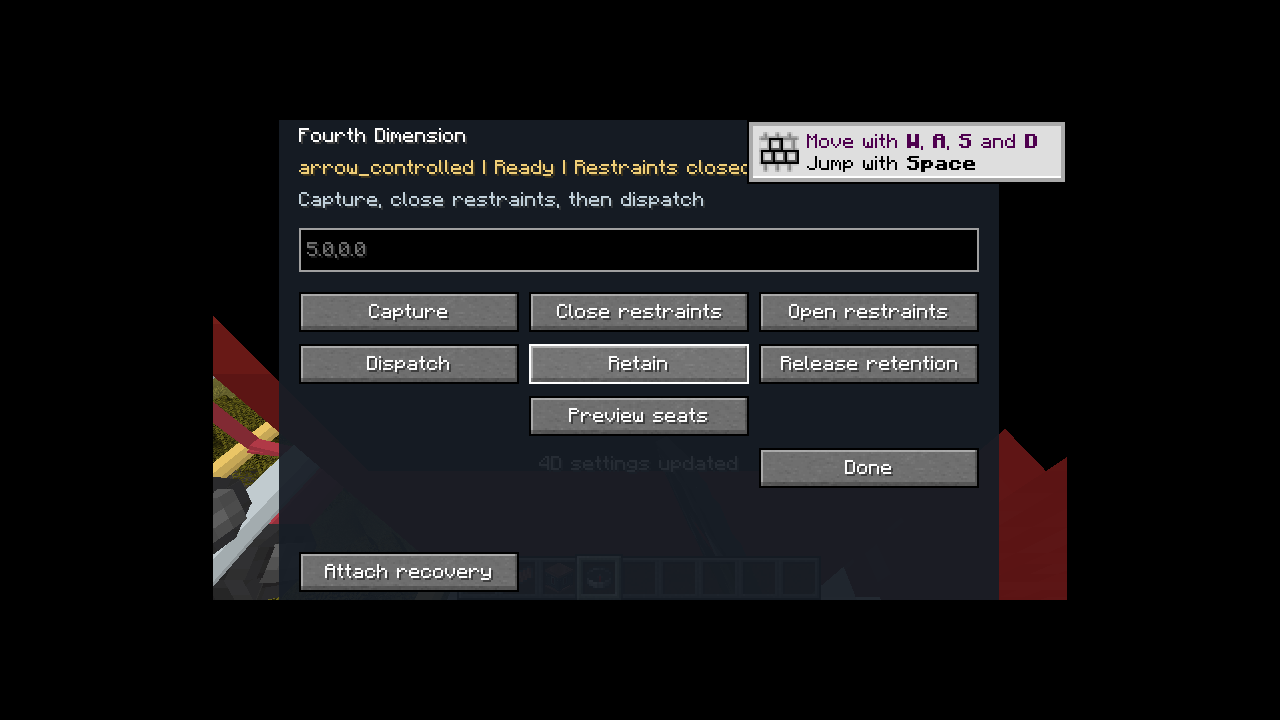 Fourth Dimension
Move with W, A, S and D
Jump with Space
arrow_controlled | Ready | Restraints closed
Capture, close restraints, then dispatch
5.0,0.0
Capture
Close restraints
Open restraints
Dispatch
Retain
Release retention
Preview seats
4D settings updated
Done
Attach recovery